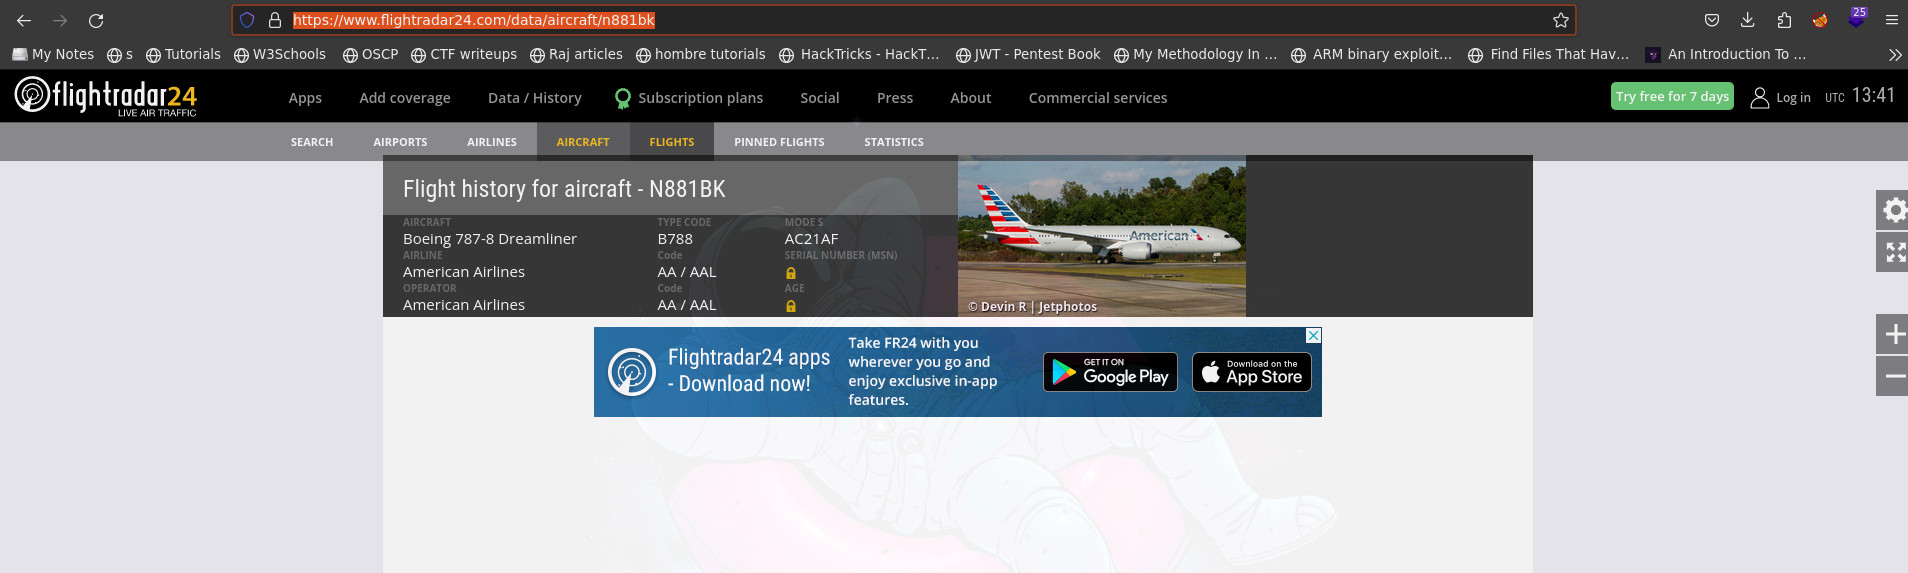 https://www.flightradar24.com/data/aircraft/n881bk
25
My Notes s Tutorials W3Schools OSCP CTF writeups Raj articles hombre tutorials HackTricks - HackT… JWT - Pentest Book My Methodology In … ARM binary exploit… Find Files That Hav… An Introduction To …
flightradar24
LIVE AIR TRAFFIC
Apps Add coverage Data / History Subscription plans Social Press About Commercial services Try free for 7 days Log in UTC 13:41
SEARCH AIRPORTS AIRLINES AIRCRAFT FLIGHTS PINNED FLIGHTS STATISTICS
Flight history for aircraft - N881BK
AIRCRAFT TYPE CODE MODE S
Boeing 787-8 Dreamliner B788 AC21AF
AIRLINE Code SERIAL NUMBER (MSN)
American Airlines AA / AAL
OPERATOR Code AGE
American Airlines AA / AAL
American
© Devin R | Jetphotos
Flightradar24 apps
- Download now!
Take FR24 with you
wherever you go and
enjoy exclusive in-app
features.
GET IT ON
Google Play
Download on the
App Store